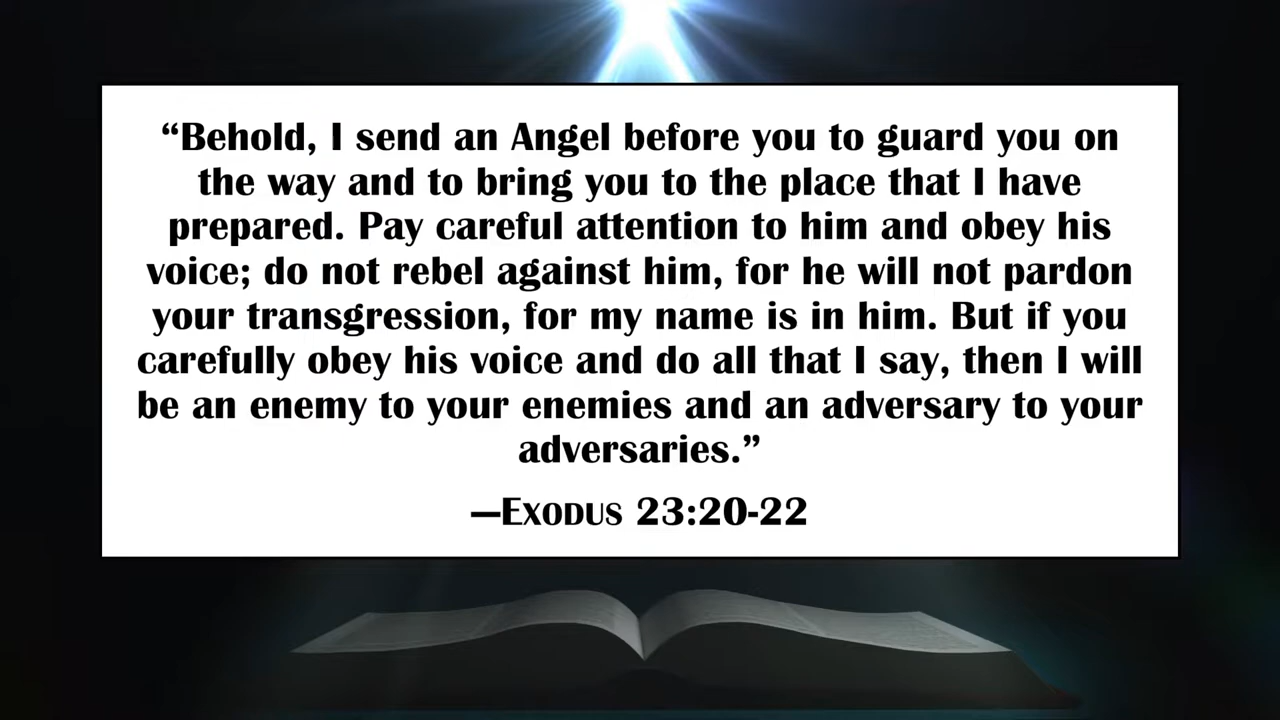 “Behold, I send an Angel before you to guard you on
the way and to bring you to the place that I have
prepared. Pay careful attention to him and obey his
voice; do not rebel against him, for he will not pardon
your transgression, for my name is in him. But if you
carefully obey his voice and do all that I say, then I will
be an enemy to your enemies and an adversary to your
adversaries.”
—Exodus 23:20-22